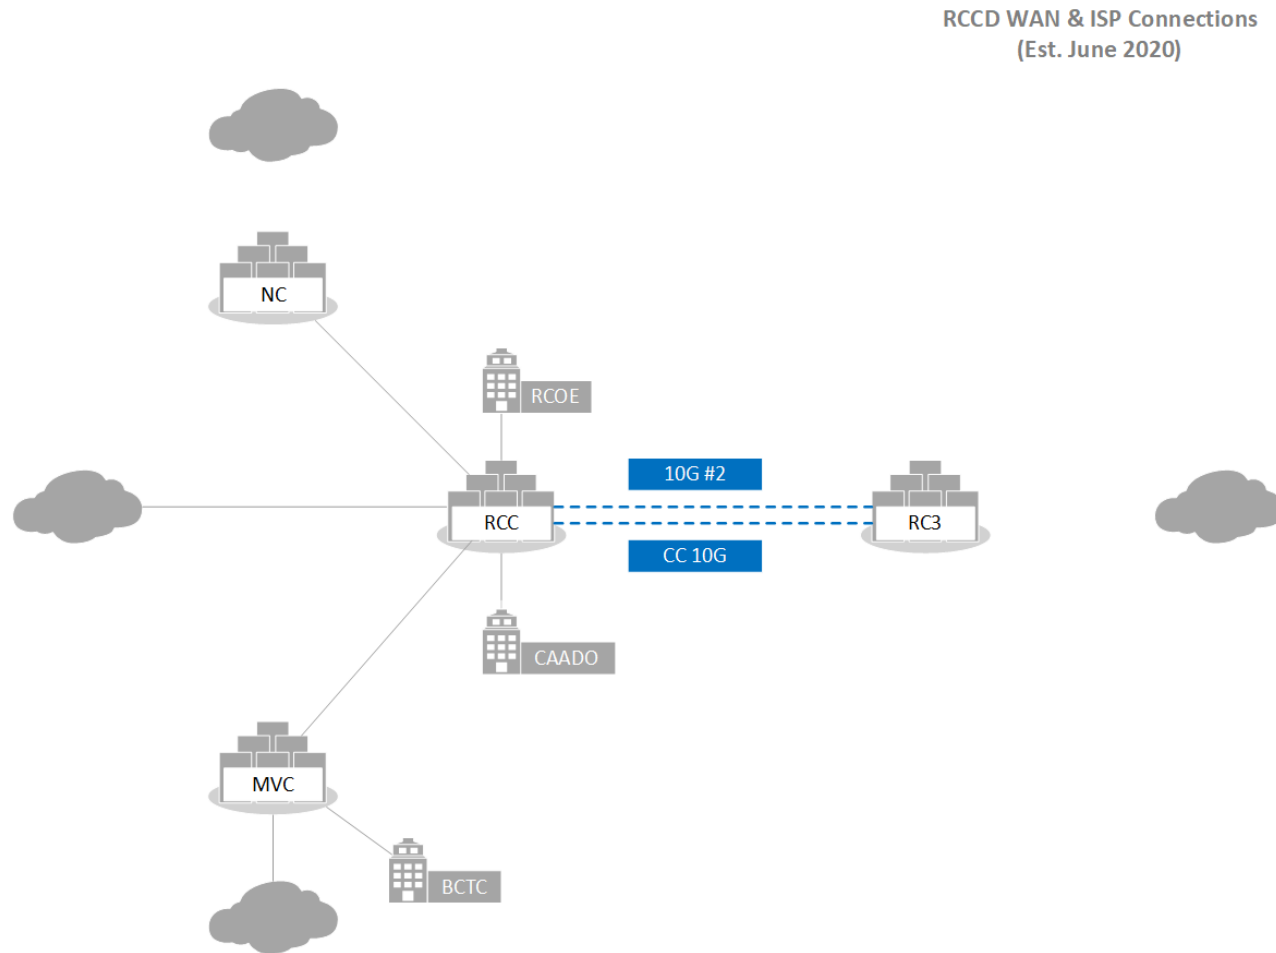 RCCD WAN & ISP Connections
(Est. June 2020)
NC
RCOE
10G #2
RCC
RC3
CC 10G
CAADO
MVC
BCTC